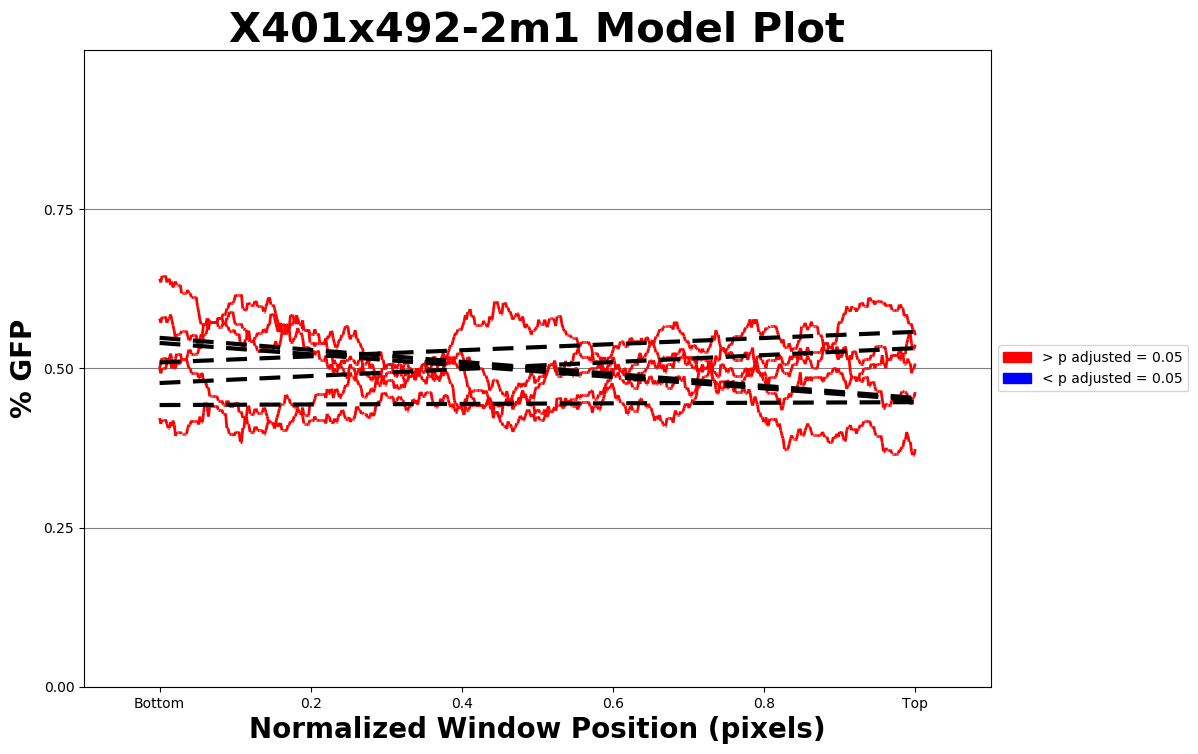 X401x492-2m1 Model Plot
% GFP
0.75
0.50
0.25
0.00
Bottom 0.2 0.4 0.6 0.8 Top
Normalized Window Position (pixels)
> p adjusted = 0.05
< p adjusted = 0.05